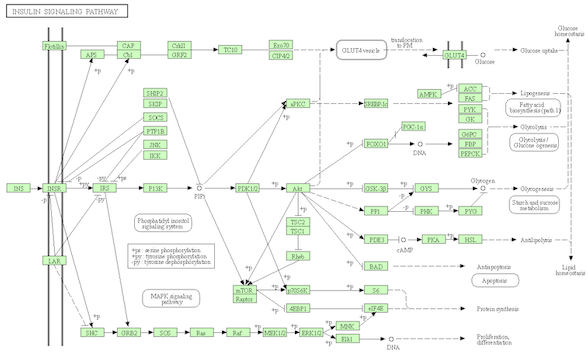 INSULIN SIGNALING PATHWAY
Flotillin
CAP
Cbl
APS
CrkII
GRF2
TC10
Exo70
CIP4/2
GLUT4 vesicle
translocation
to PM
GLUT4
Glucose
Glucose uptake
Glucose
homeostasis
SHIP2
SKIP
SOCS
PTP1B
JNK
IKK
aPKC
SREBP-1c
AMPK
ACC
FAS
PYK
GK
Lipogenesis
Fatty acid
biosynthesis (path 1)
Glycolysis
PGC-1α
FOXO1
DNA
G6PC
FBP
PEPCK
Glycolysis /
Glucose ogenesis
INS
INSR
IRS
PI3K
PIP3
PDK1/2
Akt
GSK-3β
GYS
Glycogen
Glycogenesis
PP1
PHK
PYG
Starch and sucrose
metabolism
Phosphatidyl inositol
signaling system
TSC2
TSC1
Rheb
PDE3
cAMP
PKA
HSL
Antilipolysis
+ps : serine phosphorylation
+py : tyrosine phosphorylation
-py : tyrosine dephosphorylation
LAR
BAD
Antiapoptosis
Apoptosis
Lipid
homeostasis
MAPK signaling
pathway
mTOR
Raptor
p70S6K
S6
4EBP1
eIF4E
Protein synthesis
SHC
GRB2
SOS
Ras
Raf
MEK1/2
ERK1/2
MNK
Elk1
DNA
Proliferation,
differentiation
+p
-p
+py
-py
+ps